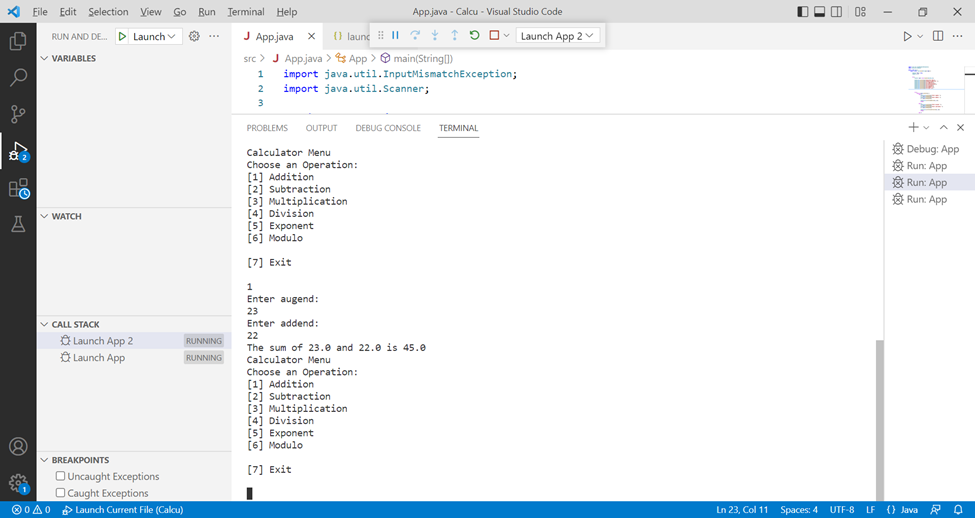 File Edit Selection View Go Run Terminal Help App.java - Calcu - Visual Studio Code
RUN AND DE... Launch
J App.java
Launch App 2
src > J App.java > App > main(String[])
VARIABLES
1 import java.util.InputMismatchException;
2 import java.util.Scanner;
3
PROBLEMS OUTPUT DEBUG CONSOLE TERMINAL
Calculator Menu
Choose an Operation:
[1] Addition
[2] Subtraction
[3] Multiplication
[4] Division
[5] Exponent
[6] Modulo
[7] Exit
1
Enter augend:
23
Enter addend:
22
The sum of 23.0 and 22.0 is 45.0
Calculator Menu
Choose an Operation:
[1] Addition
[2] Subtraction
[3] Multiplication
[4] Division
[5] Exponent
[6] Modulo
[7] Exit
Debug: App
Run: App
Run: App
Run: App
WATCH
CALL STACK
Launch App 2 RUNNING
Launch App RUNNING
BREAKPOINTS
Uncaught Exceptions
Caught Exceptions
2
1
0 0 Launch Current File (Calcu) Ln 23, Col 11 Spaces: 4 UTF-8 LF {} Java